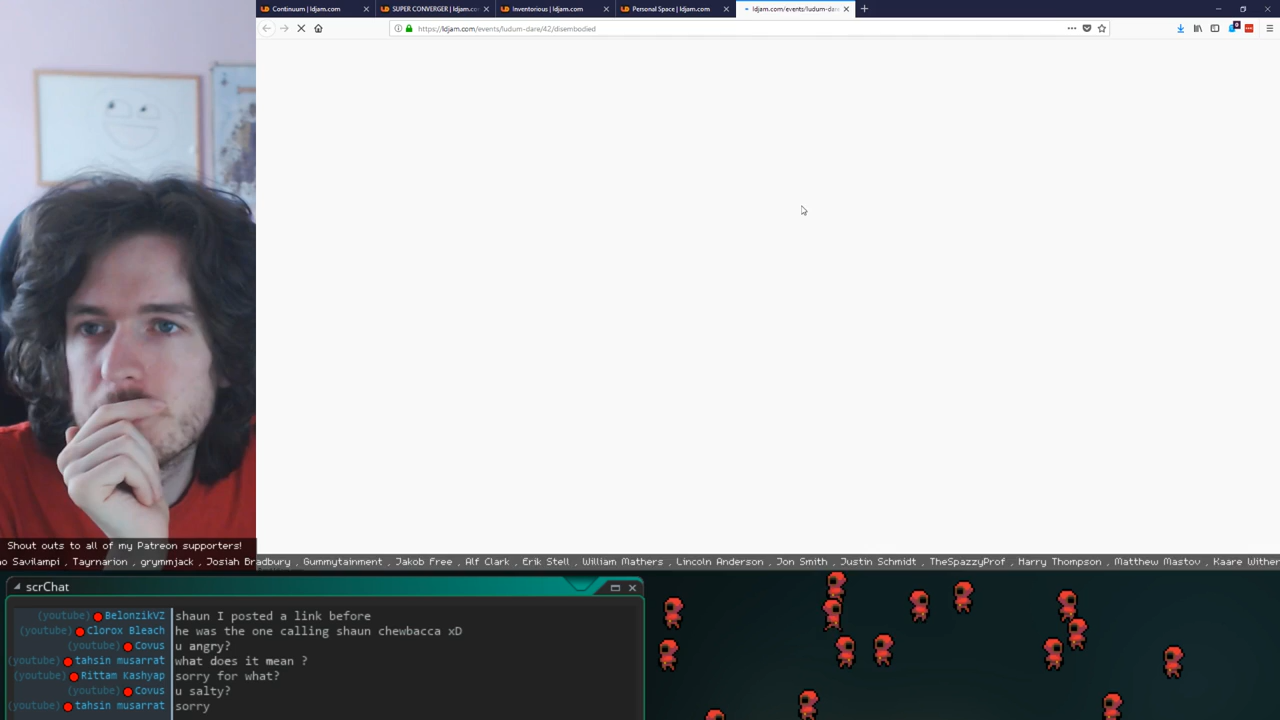 Continuum | ldjam.com
SUPER CONVERGER | ldjam.co
Inventorious | ldjam.com
Personal Space | ldjam.com
ldjam.com/events/ludum-dare
https://ldjam.com/events/ludum-dare/42/disembodied
Shout outs to all of my Patreon supporters!
Savilampi , Tayrnarion , grymmjack , Josiah Bradbury , Gummytainment , Jakob Free , Alf Clark , Erik Stell , William Mathers , Lincoln Anderson , Jon Smith , Justin Schmidt , TheSpazzyProf , Harry Thompson , Matthew Mastov , Kaare Wither
scrChat
(youtube) BelonzikVZ shaun I posted a link before
(youtube) Clorox Bleach he was the one calling shaun chewbacca xD
(youtube) Covus u angry?
(youtube) tahsin musarrat what does it mean ?
(youtube) Rittam Kashyap sorry for what?
(youtube) Covus u salty?
(youtube) tahsin musarrat sorry